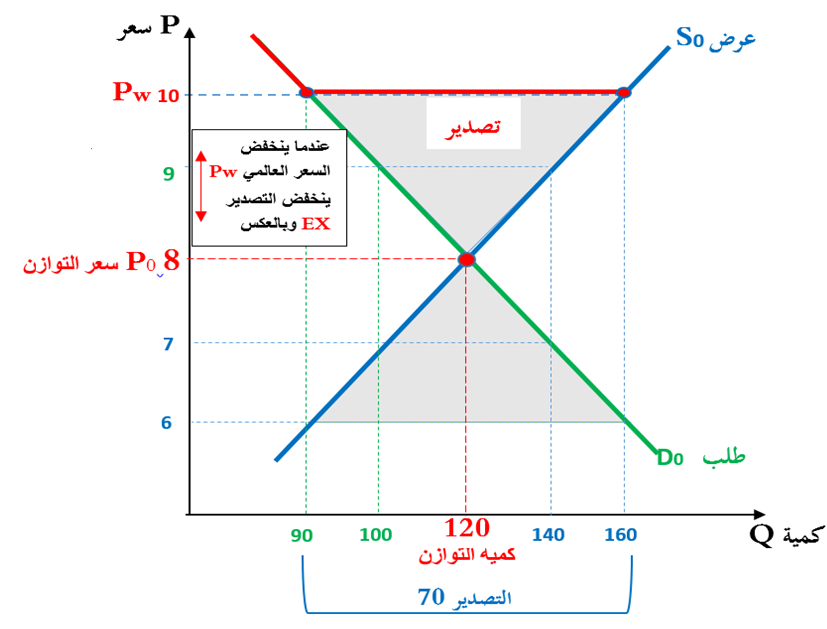 سعر P
عرض S0
Pw 10
تصدير
عندما ينخفض
السعر العالمي Pw
ينخفض التصدير
EX وبالعكس
9
سعر التوازن P0 8
7
6
طلب D0
90
100
120
140
160
كمية Q
كميه التوازن
التصدير 70